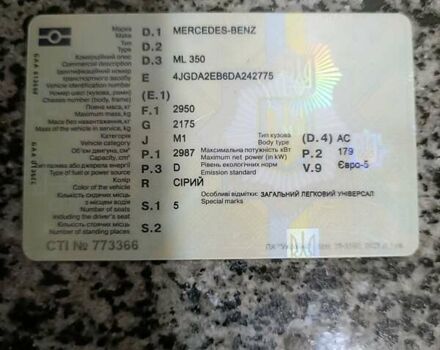 Марка D.1 MERCEDES-BENZ
Make
Тип D.2
Type
Комерційний опис D.3 ML 350
Commercial description
Ідентифікаційний номер E 4JGDA2EB6DA242775
транспортного засобу
Vehicle identification number
Номер шасі (кузова, рами) (E.1)
Chassis number (body, frame)
Повна маса, кг F.1 2950
Maximum mass, kg
Маса без навантаження, кг G 2175
Mass of the vehicle in service, kg
Категорія J M1 Тип кузова (D.4) AC
Vehicle category Body type
Об'єм двигуна, см³ P.1 2987 Максимальна потужність кВт P.2 179
Capacity, cm³ Maximum net power (in kW)
Тип палива або джерела енергії P.3 D Рівень екологічних норм V.9 Євро-5
Type of fuel or power source Emission standard
Колір R СІРИЙ
Color of the vehicle Особливі відмітки: ЗАГАЛЬНИЙ ЛЕГКОВИЙ УНІВЕРСАЛ
Кількість сидячих місць S.1 5 Special marks
з місцем водія
Including the driver's seat
Кількість стоячих місць S.2
Number of standing places
СТІ № 773366